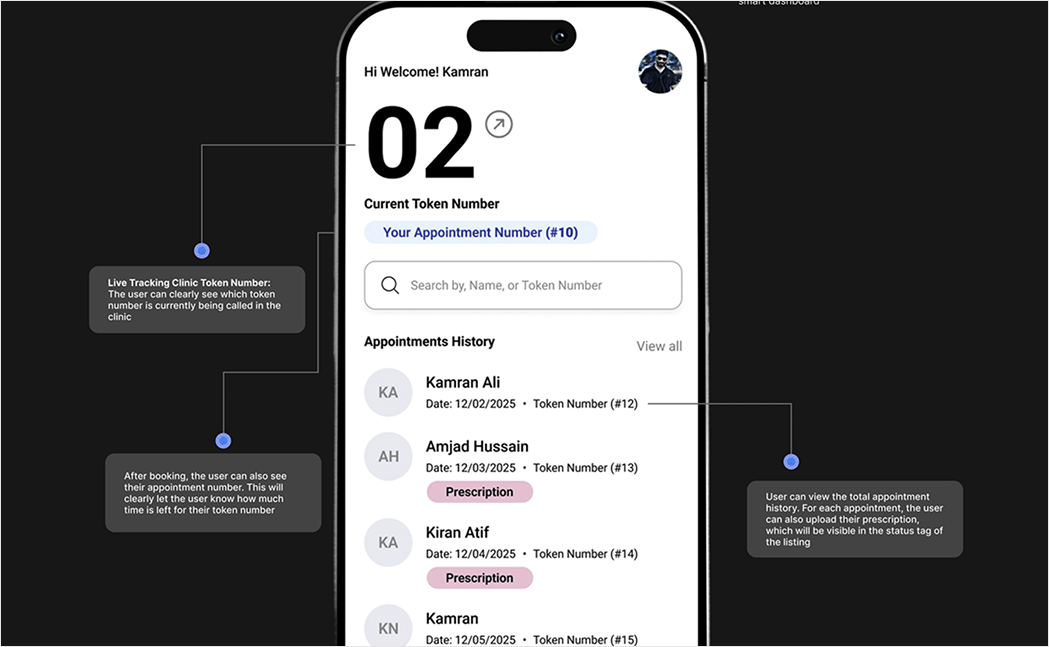 smart dashboard
Hi Welcome! Kamran
02
Current Token Number
Your Appointment Number (#10)
Search by, Name, or Token Number
Appointments History
View all
KA
Kamran Ali
Date: 12/02/2025 • Token Number (#12)
AH
Amjad Hussain
Date: 12/03/2025 • Token Number (#13)
Prescription
KA
Kiran Atif
Date: 12/04/2025 • Token Number (#14)
Prescription
KN
Kamran
Date: 12/05/2025 • Token Number (#15)
Live Tracking Clinic Token Number:
The user can clearly see which token
number is currently being called in the
clinic
After booking, the user can also see
their appointment number. This will
clearly let the user know how much
time is left for their token number
User can view the total appointment
history. For each appointment, the user
can also upload their prescription,
which will be visible in the status tag of
the listing